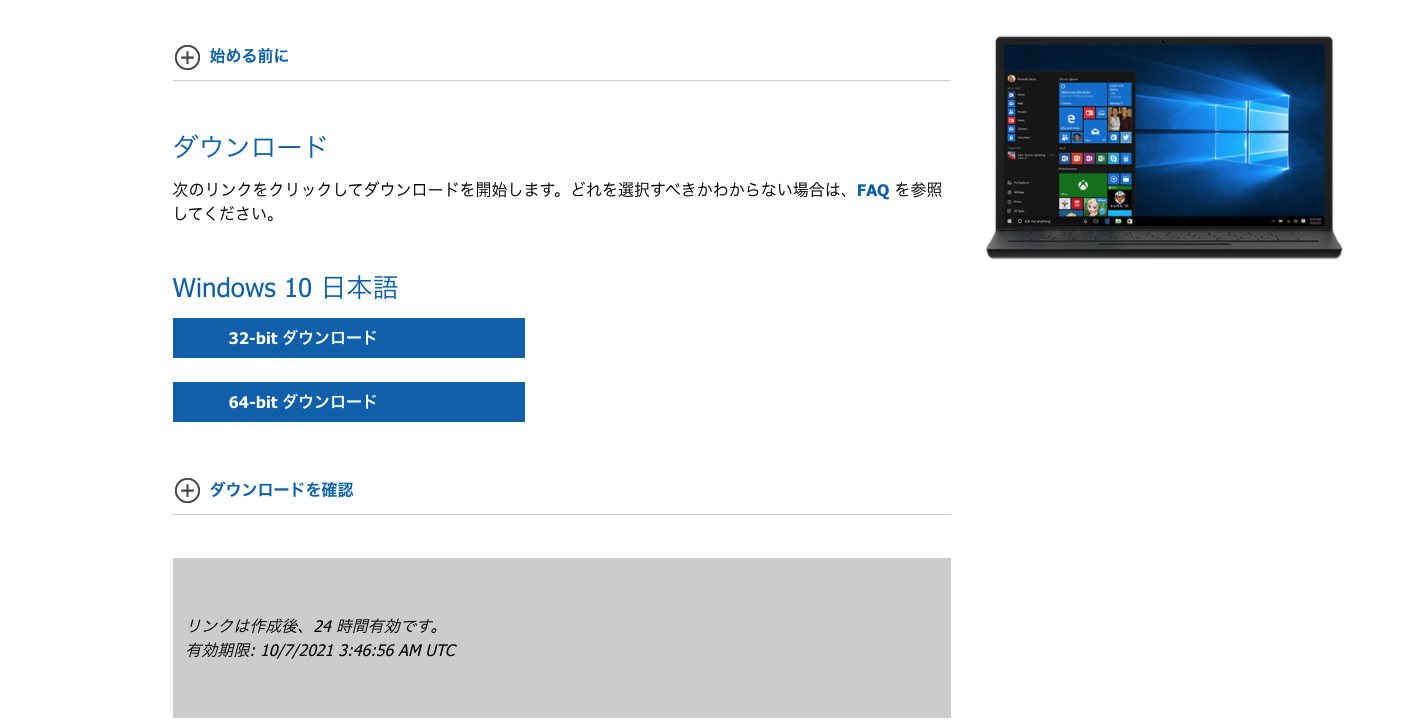 始める前に
ダウンロード
次のリンクをクリックしてダウンロードを開始します。どれを選択すべきかわからない場合は、FAQ を参照
してください。
Windows 10 日本語
32-bit ダウンロード
64-bit ダウンロード
ダウンロードを確認
リンクは作成後、24 時間有効です。
有効期限: 10/7/2021 3:46:56 AM UTC